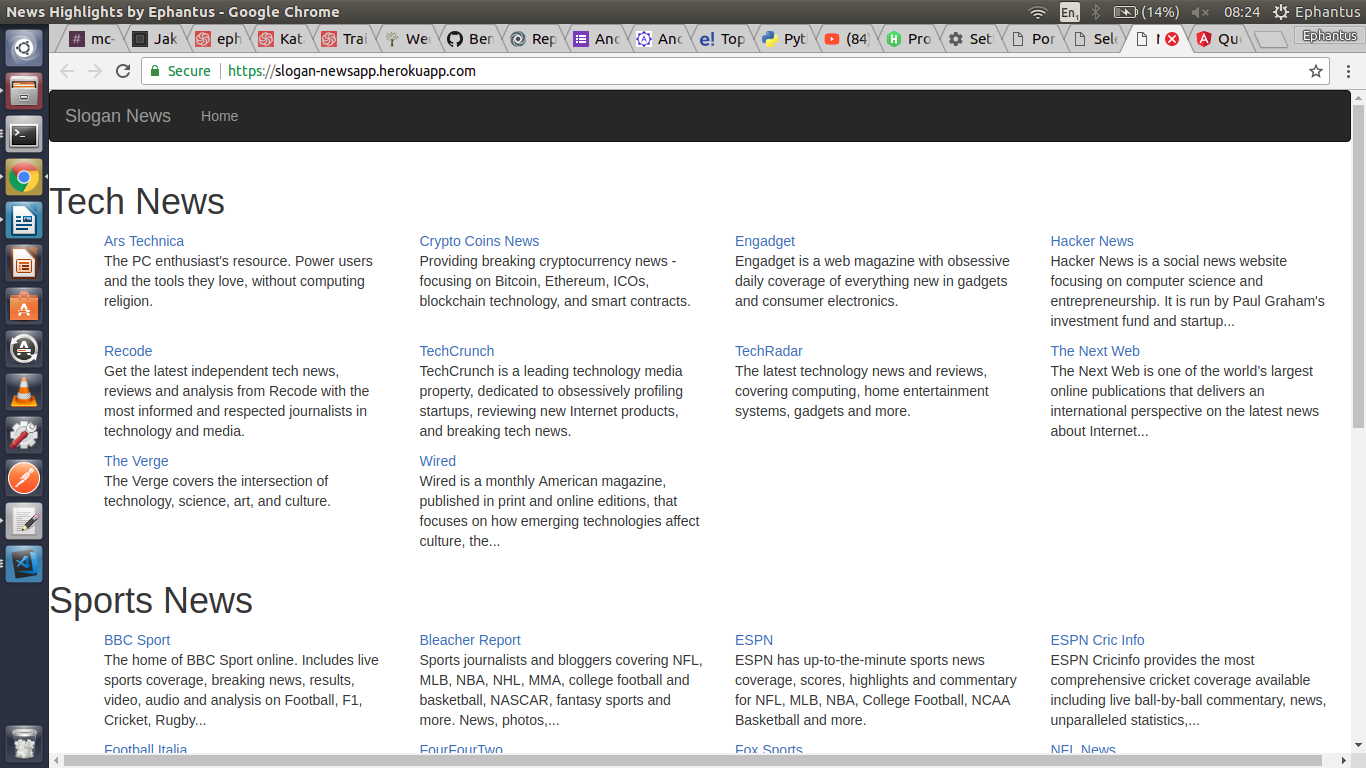 News Highlights by Ephantus - Google Chrome
En1 (14%) 08:24 Ephantus
mc- Jak eph Kat Trai Wee Ben Rep Anc Anc e! Top Pyt (84) Pro Set Por Sele Qu Ephantus
Secure https://slogan-newsapp.herokuapp.com
Slogan News Home
Tech News
Ars Technica
The PC enthusiast's resource. Power users
and the tools they love, without computing
religion.
Crypto Coins News
Providing breaking cryptocurrency news -
focusing on Bitcoin, Ethereum, ICOs,
blockchain technology, and smart contracts.
Engadget
Engadget is a web magazine with obsessive
daily coverage of everything new in gadgets
and consumer electronics.
Hacker News
Hacker News is a social news website
focusing on computer science and
entrepreneurship. It is run by Paul Graham's
investment fund and startup...
Recode
Get the latest independent tech news,
reviews and analysis from Recode with the
most informed and respected journalists in
technology and media.
TechCrunch
TechCrunch is a leading technology media
property, dedicated to obsessively profiling
startups, reviewing new Internet products,
and breaking tech news.
TechRadar
The latest technology news and reviews,
covering computing, home entertainment
systems, gadgets and more.
The Next Web
The Next Web is one of the world's largest
online publications that delivers an
international perspective on the latest news
about Internet...
The Verge
The Verge covers the intersection of
technology, science, art, and culture.
Wired
Wired is a monthly American magazine,
published in print and online editions, that
focuses on how emerging technologies affect
culture, the...
Sports News
BBC Sport
The home of BBC Sport online. Includes live
sports coverage, breaking news, results,
video, audio and analysis on Football, F1,
Cricket, Rugby...
Bleacher Report
Sports journalists and bloggers covering NFL,
MLB, NBA, NHL, MMA, college football and
basketball, NASCAR, fantasy sports and
more. News, photos,...
ESPN
ESPN has up-to-the-minute sports news
coverage, scores, highlights and commentary
for NFL, MLB, NBA, College Football, NCAA
Basketball and more.
ESPN Cric Info
ESPN Cricinfo provides the most
comprehensive cricket coverage available
including live ball-by-ball commentary, news,
unparalleled statistics,...
Football Italia
FourFourTwo
Fox Sports
NFL News